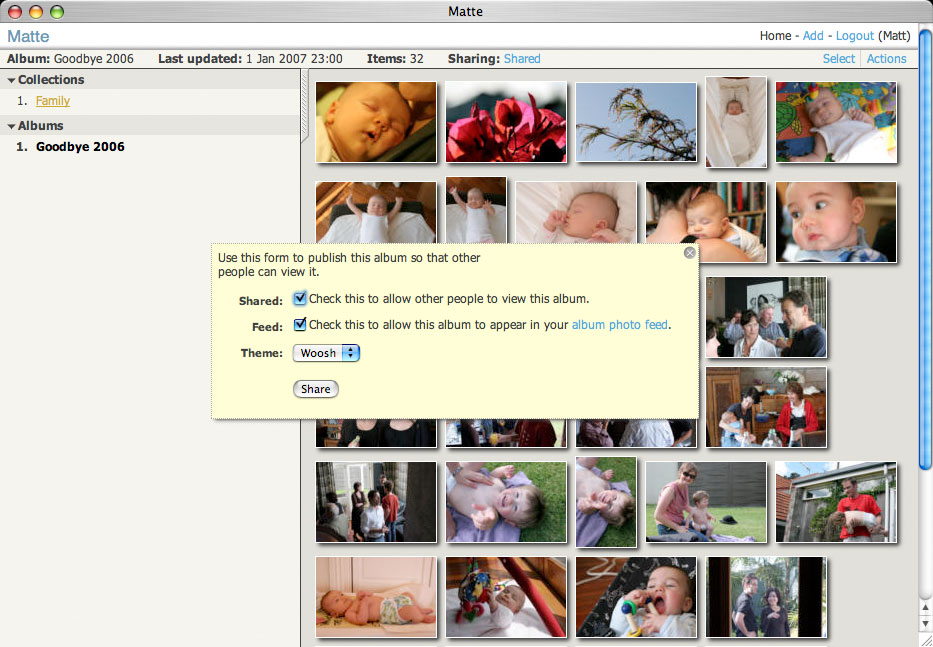 Matte
Matte
Home - Add - Logout (Matt)
Album: Goodbye 2006 Last updated: 1 Jan 2007 23:00 Items: 32 Sharing: Shared Select Actions
Collections
1. Family
Albums
1. Goodbye 2006
Use this form to publish this album so that other
people can view it.
Shared: Check this to allow other people to view this album.
Feed: Check this to allow this album to appear in your album photo feed.
Theme: Woosh
Share